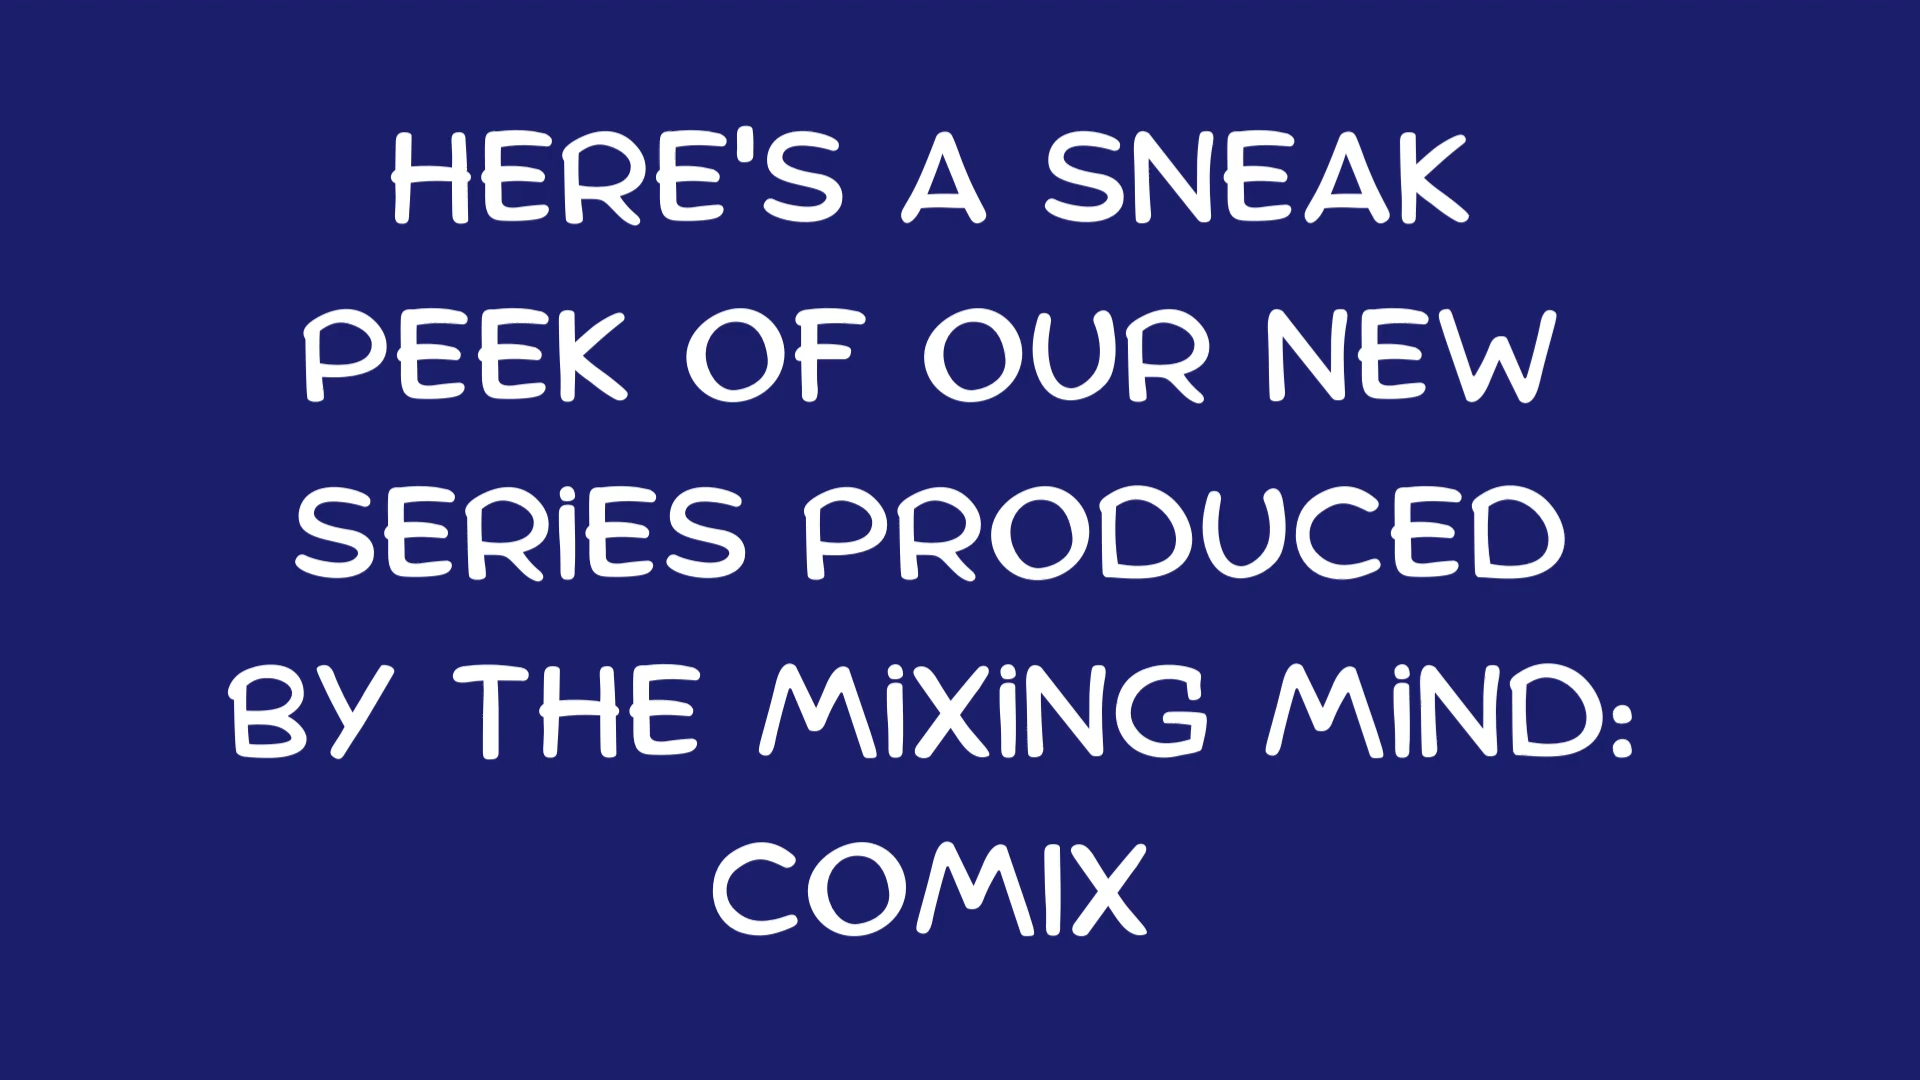 HERE'S A SNEAK
PEEK OF OUR NEW
SERiES PRODUCED
BY THE MiXiNG MiND:
COMIX